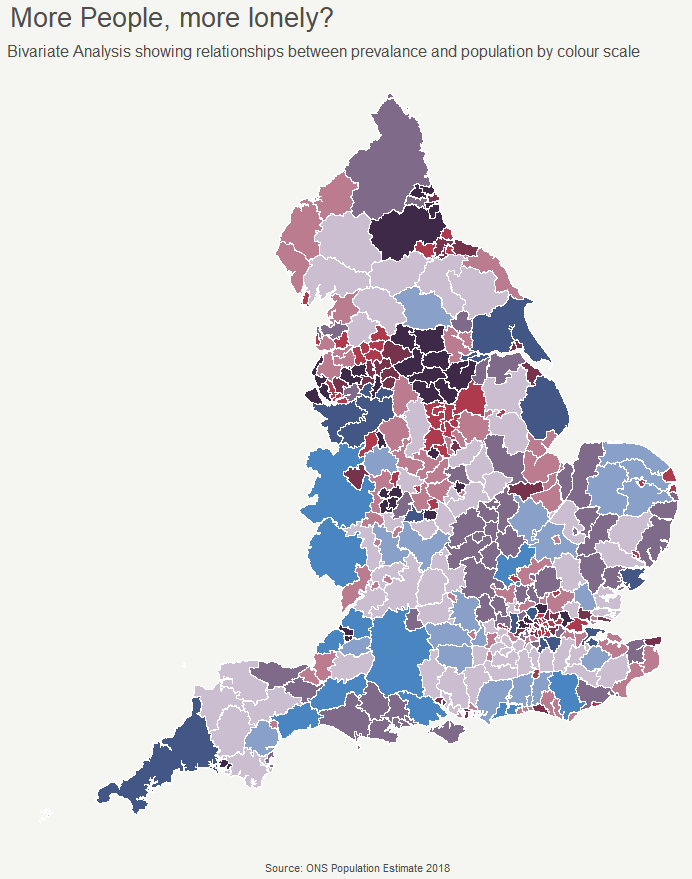 More People, more lonely?
Bivariate Analysis showing relationships between prevalance and population by colour scale
Source: ONS Population Estimate 2018